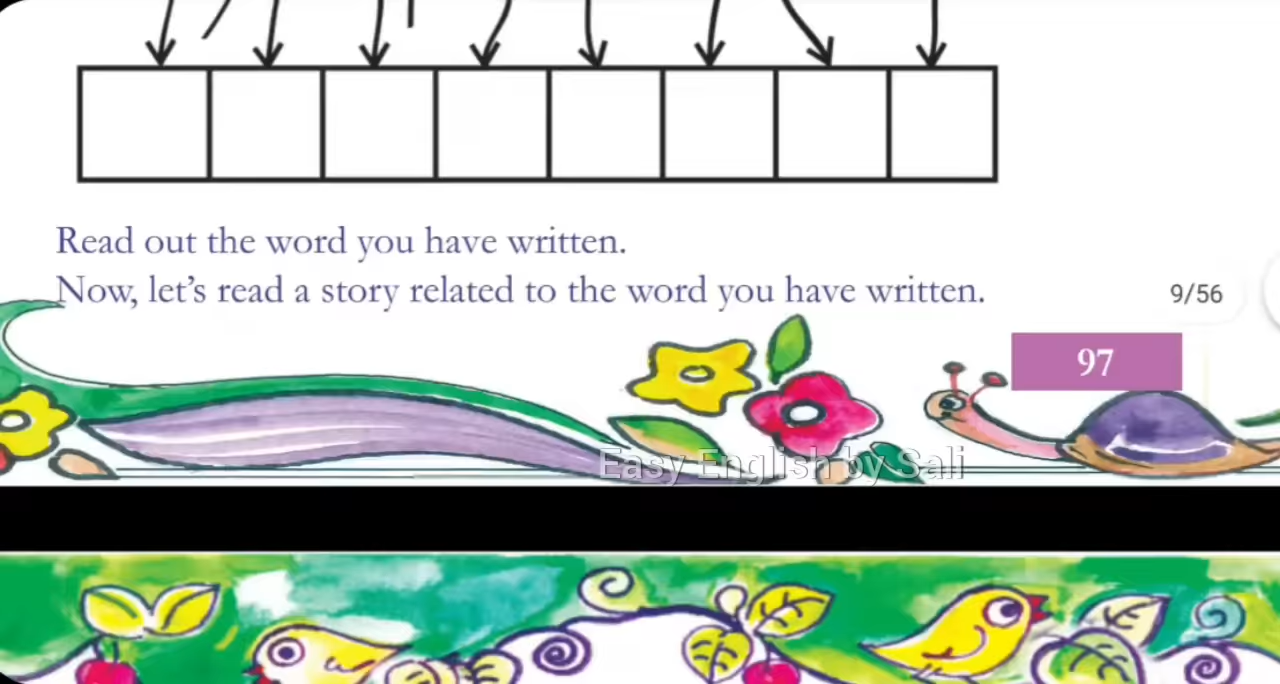 Read out the word you have written.
Now, let's read a story related to the word you have written.
9/56
97
Easy English by Sali